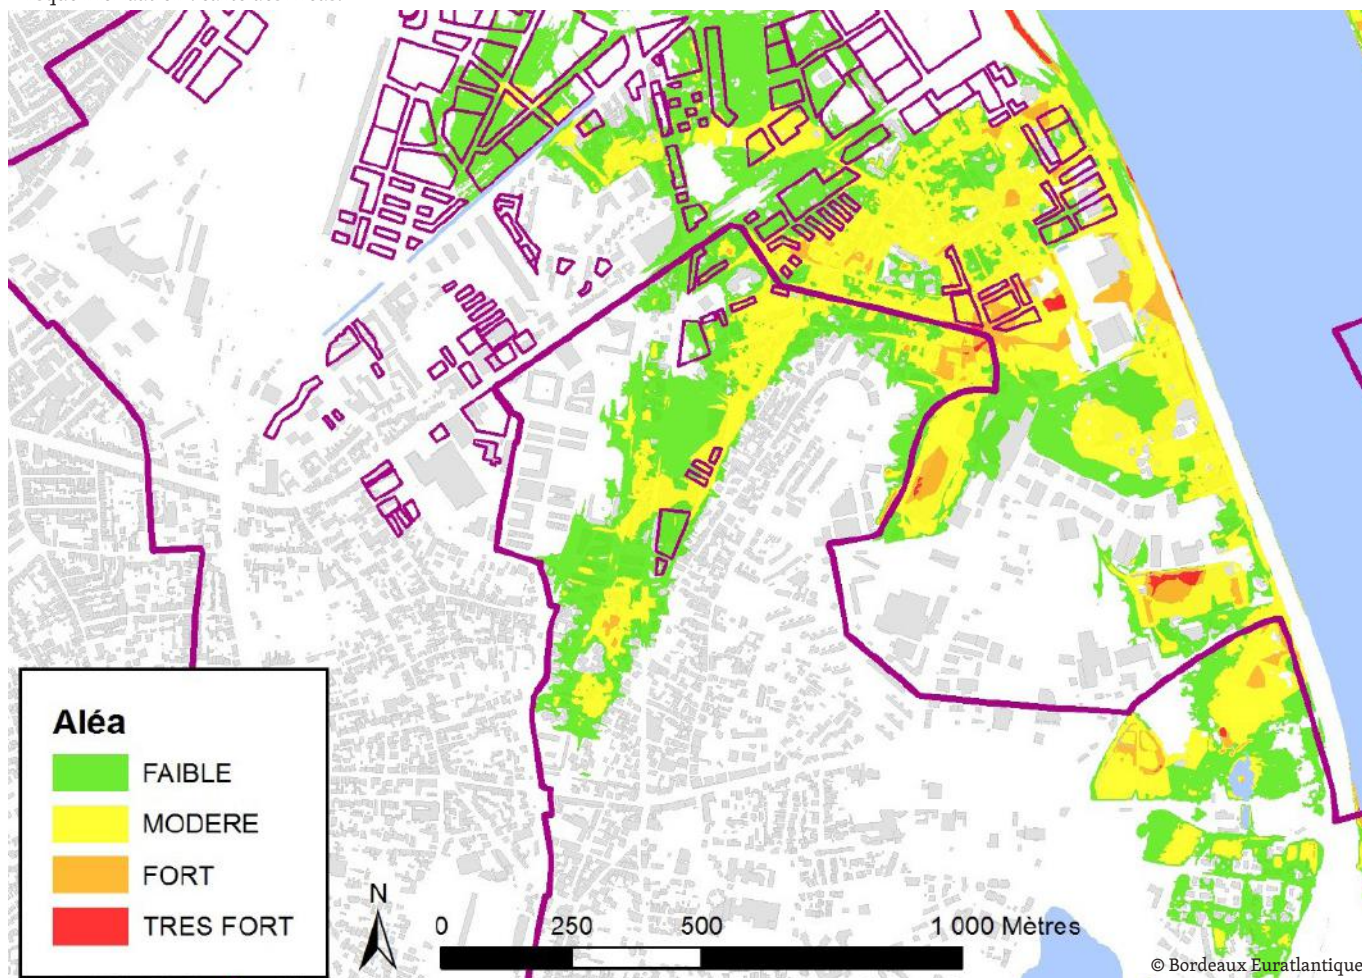 Aléa
FAIBLE
MODERE
FORT
TRES FORT
N
0 250 500 1 000 Mètres
© Bordeaux Euratlantique